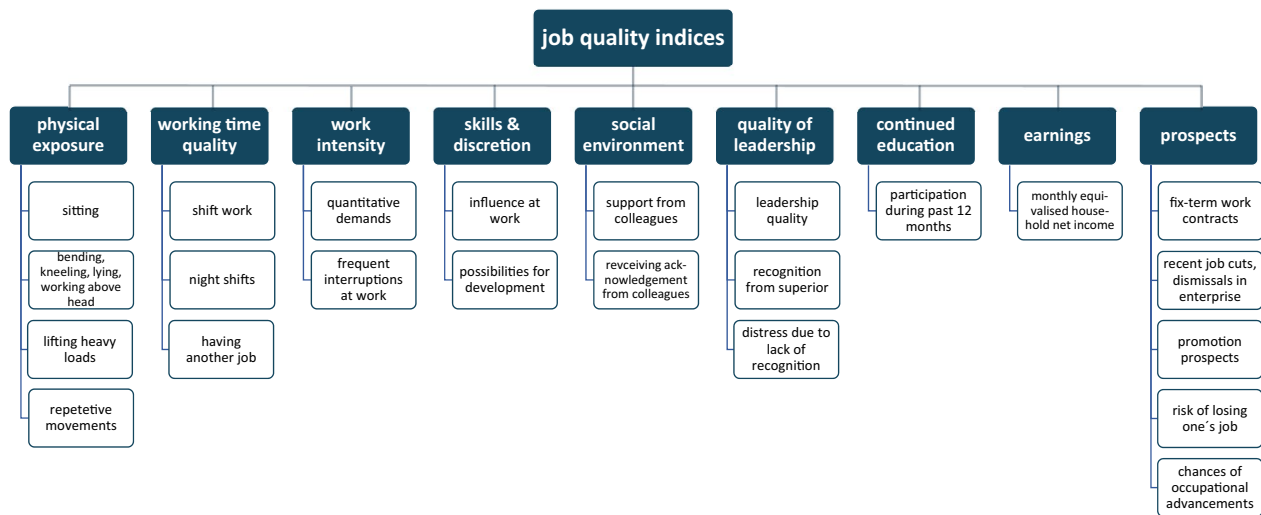 job quality indices
physical
exposure
sitting
bending,
kneeling, lying,
working above
head
lifting heavy
loads
repetetive
movements
working time
quality
shift work
night shifts
having
another job
work
intensity
quantitative
demands
frequent
interruptions
at work
skills &
discretion
influence at
work
possibilities for
development
social
environment
support from
colleagues
revceiving ack-
nowledgement
from colleagues
quality of
leadership
leadership
quality
recognition
from superior
distress due to
lack of
recognition
continued
education
participation
during past 12
months
earnings
monthly equi-
valised house-
hold net income
prospects
fix-term work
contracts
recent job cuts,
dismissals in
enterprise
promotion
prospects
risk of losing
one´s job
chances of
occupational
advancements